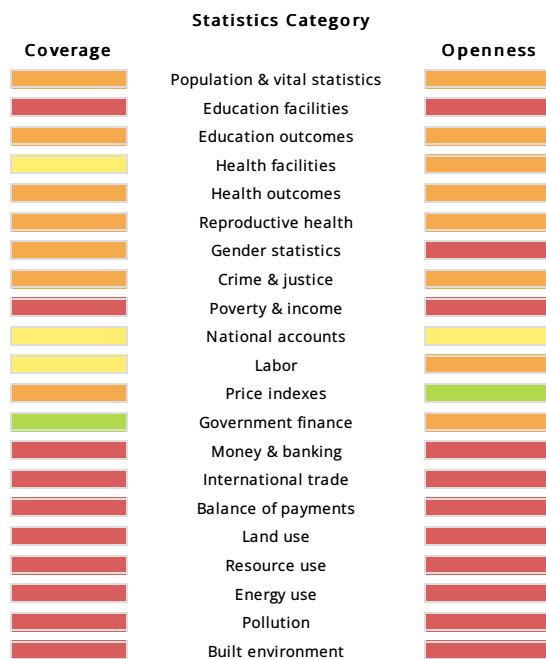 Statistics Category
Coverage Openness
Population & vital statistics
Education facilities
Education outcomes
Health facilities
Health outcomes
Reproductive health
Gender statistics
Crime & justice
Poverty & income
National accounts
Labor
Price indexes
Government finance
Money & banking
International trade
Balance of payments
Land use
Resource use
Energy use
Pollution
Built environment